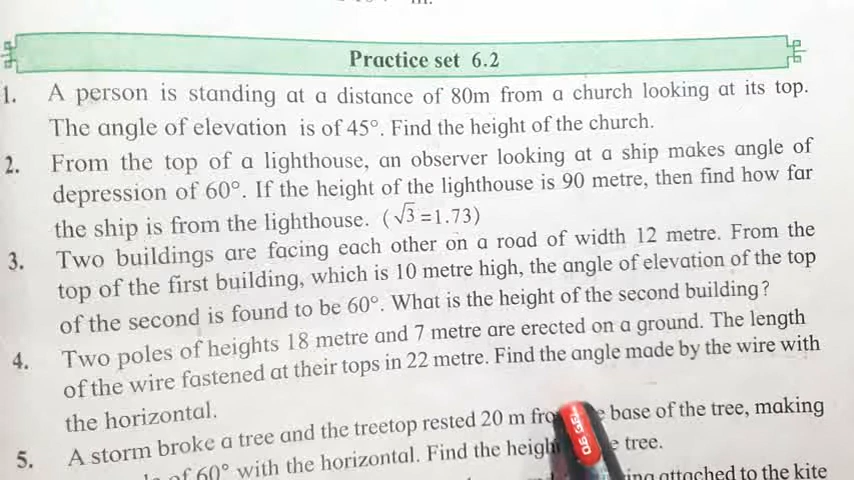 m.
Practice set 6.2
1. A person is standing at a distance of 80m from a church looking at its top.
The angle of elevation is of 45°. Find the height of the church.
2. From the top of a lighthouse, an observer looking at a ship makes angle of
depression of 60°. If the height of the lighthouse is 90 metre, then find how far
the ship is from the lighthouse. (√3 =1.73)
3. Two buildings are facing each other on a road of width 12 metre. From the
top of the first building, which is 10 metre high, the angle of elevation of the top
of the second is found to be 60°. What is the height of the second building?
4. Two poles of heights 18 metre and 7 metre are erected on a ground. The length
of the wire fastened at their tops in 22 metre. Find the angle made by the wire with
the horizontal.
5. A storm broke a tree and the treetop rested 20 m base of the tree, making
of 60° with the horizontal. Find the tree.
attached to the kite